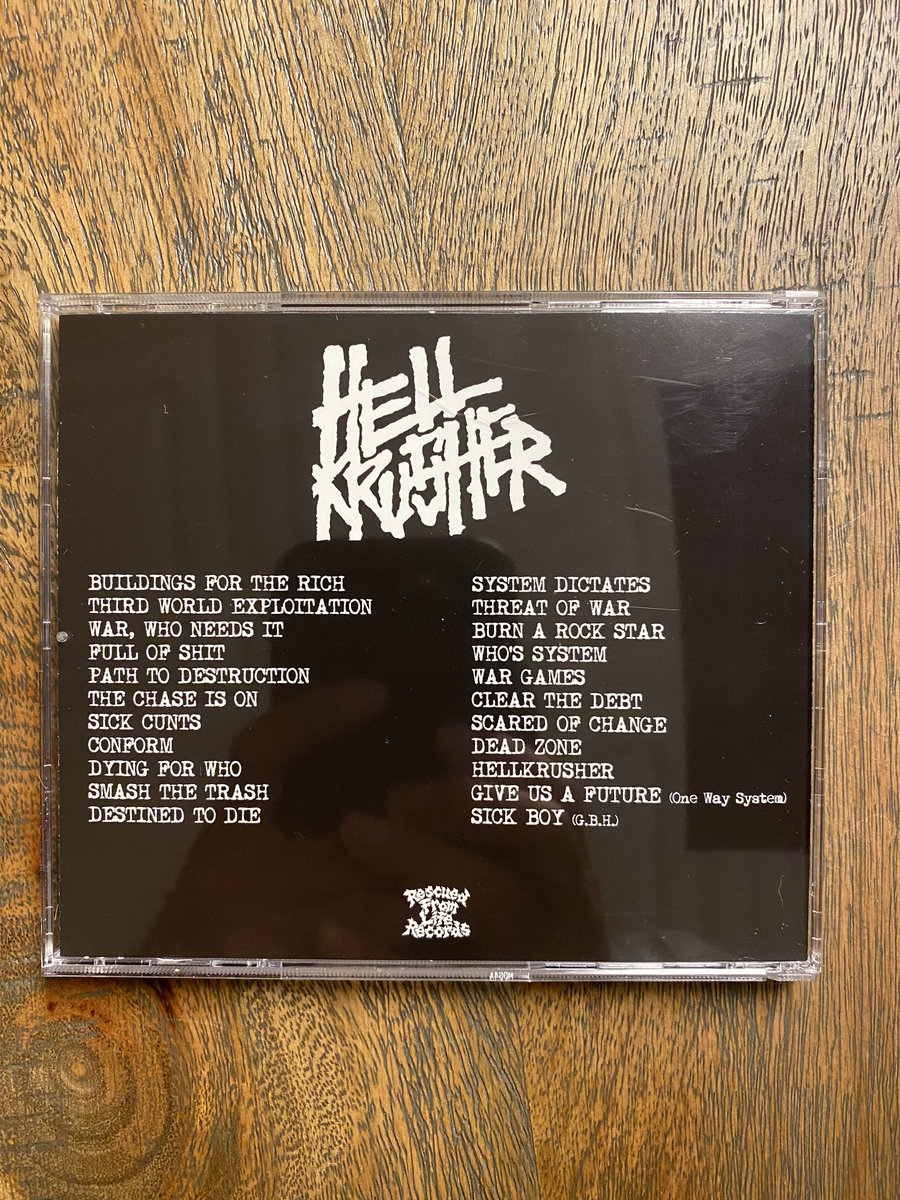 HELL
KRUSHER
BUILDINGS FOR THE RICH
THIRD WORLD EXPLOITATION
WAR, WHO NEEDS IT
FULL OF SHIT
PATH TO DESTRUCTION
THE CHASE IS ON
SICK CUNTS
CONFORM
DYING FOR WHO
SMASH THE TRASH
DESTINED TO DIE
SYSTEM DICTATES
THREAT OF WAR
BURN A ROCK STAR
WHO'S SYSTEM
WAR GAMES
CLEAR THE DEBT
SCARED OF CHANGE
DEAD ZONE
HELLKRUSHER
GIVE US A FUTURE (One Way System)
SICK BOY (G.B.H.)
Rescued
From
Life
Records